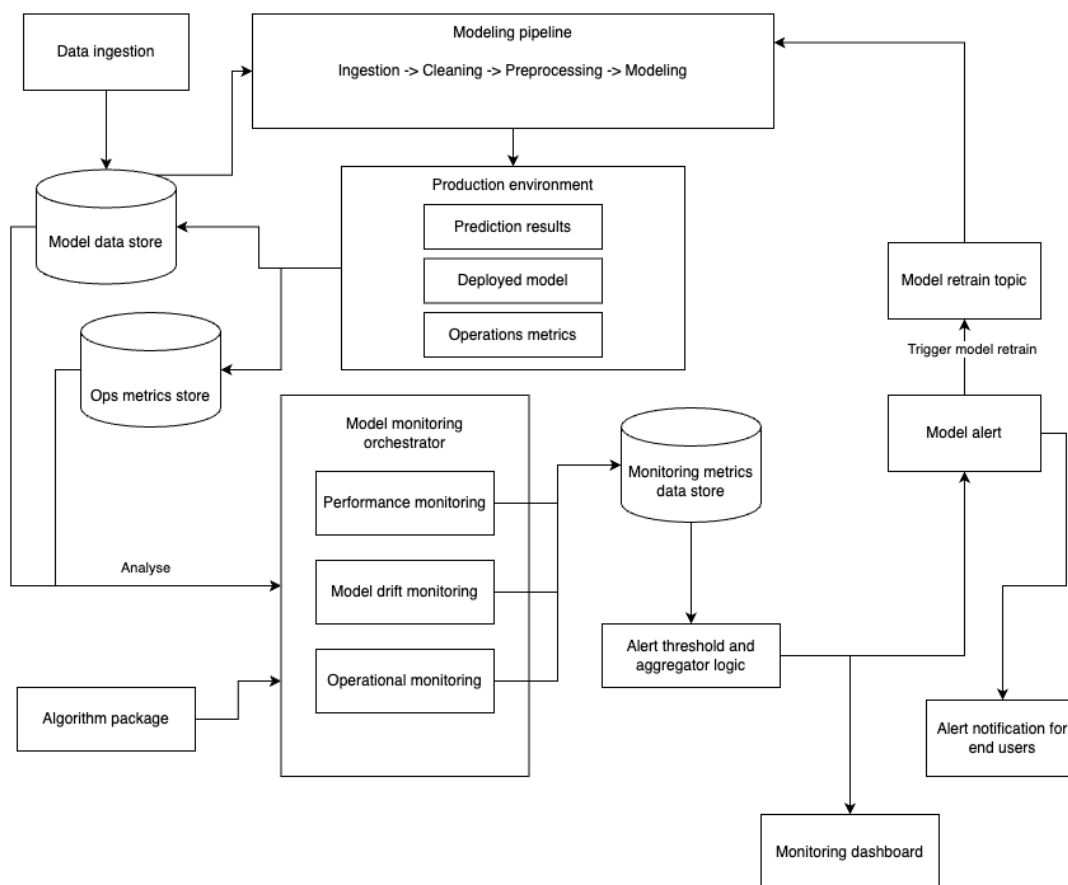 Data ingestion
Modeling pipeline
Ingestion -> Cleaning -> Preprocessing -> Modeling
Production environment
Prediction results
Deployed model
Operations metrics
Model data store
Ops metrics store
Model retrain topic
Trigger model retrain
Model alert
Model monitoring
orchestrator
Performance monitoring
Model drift monitoring
Operational monitoring
Monitoring metrics
data store
Analyse
Algorithm package
Alert threshold and
aggregator logic
Alert notification for
end users
Monitoring dashboard